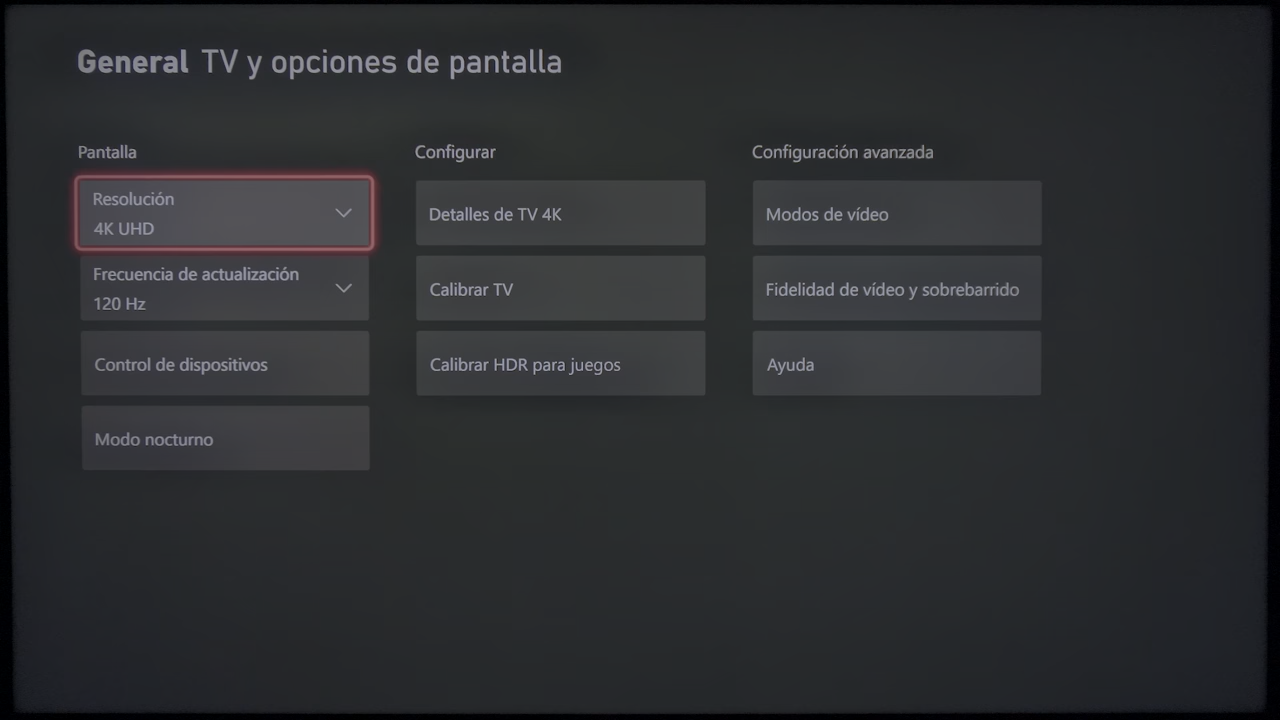 General TV y opciones de pantalla
Pantalla
Resolución
4K UHD
Frecuencia de actualización
120 Hz
Control de dispositivos
Modo nocturno
Configurar
Detalles de TV 4K
Calibrar TV
Calibrar HDR para juegos
Configuración avanzada
Modos de vídeo
Fidelidad de vídeo y sobrebarrido
Ayuda